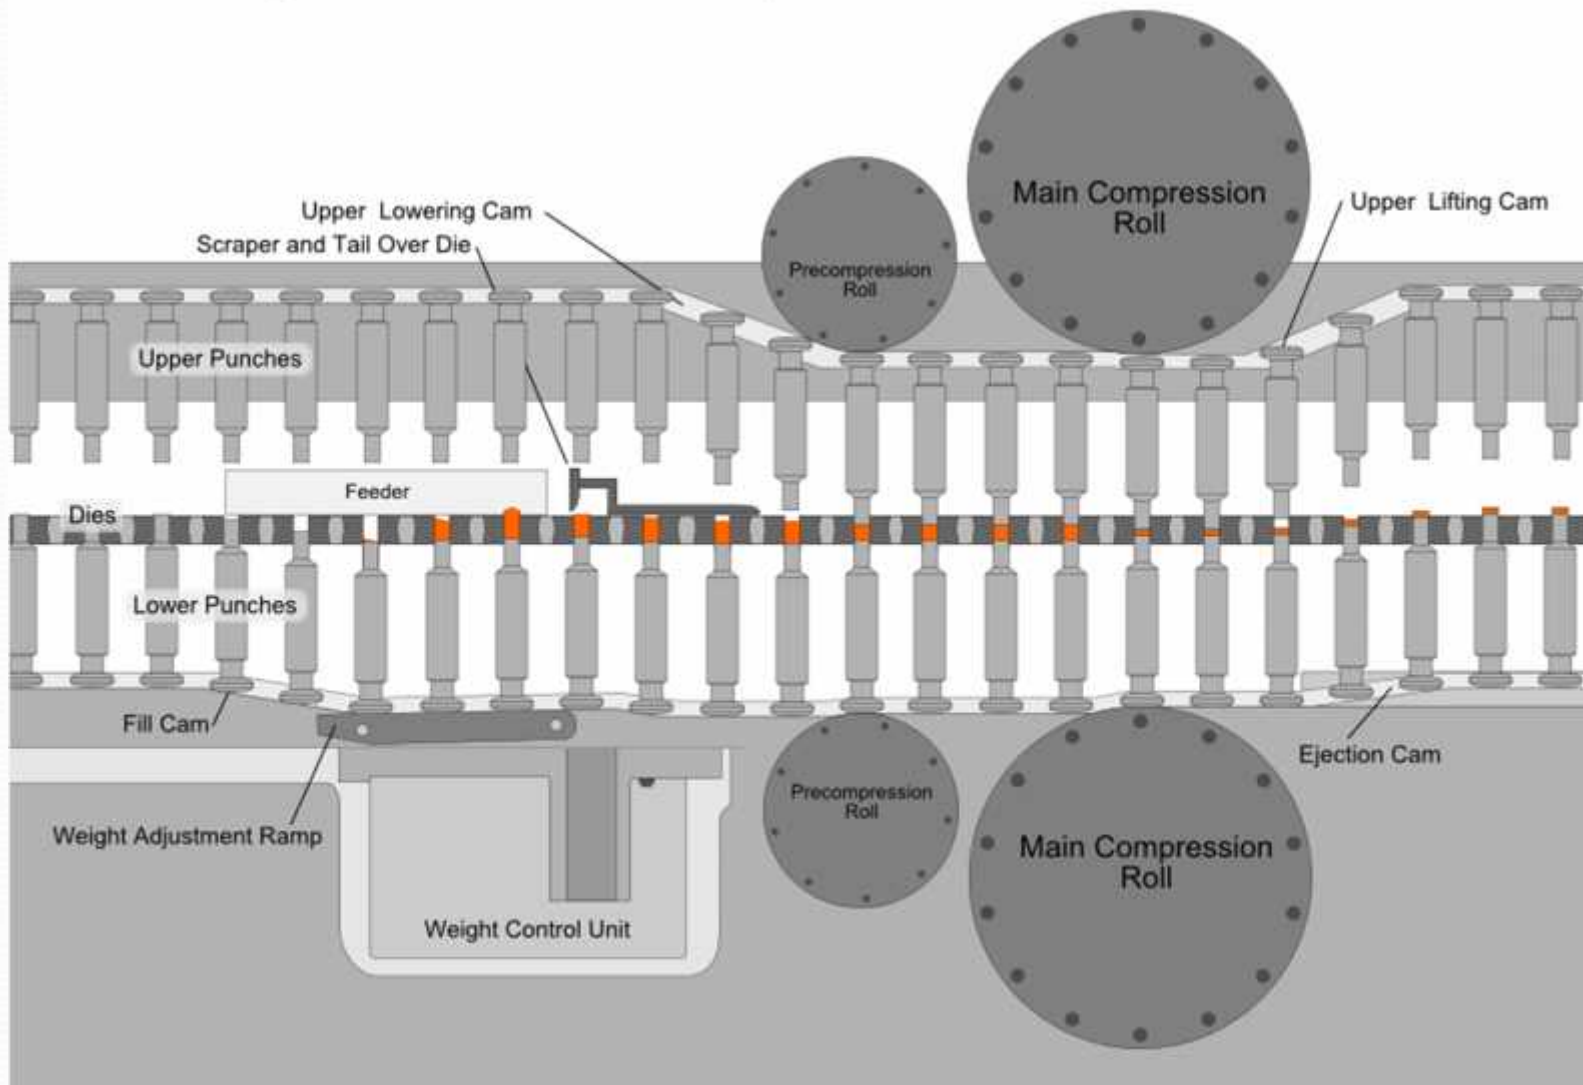 Main Compression
Roll
Upper Lowering Cam
Upper Lifting Cam
Scraper and Tail Over Die
Precompression
Roll
Upper Punches
Feeder
Dies
Lower Punches
Fill Cam
Ejection Cam
Precompression
Roll
Weight Adjustment Ramp
Main Compression
Roll
Weight Control Unit